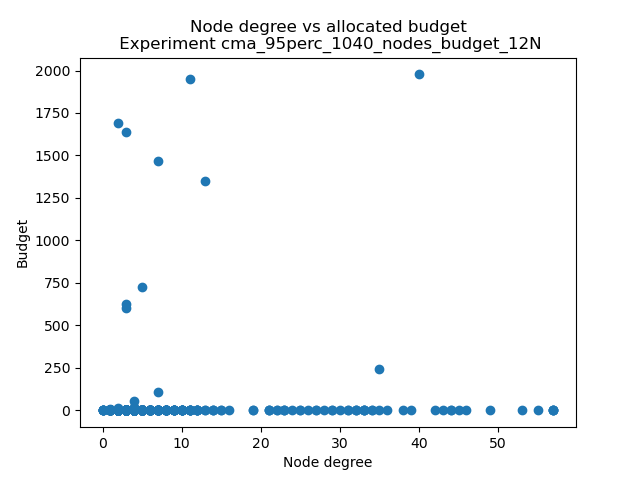 Node degree vs allocated budget
Experiment cma_95perc_1040_nodes_budget_12N
2000
1750
1500
1250
1000
750
500
250
0
Budget
0 10 20 30 40 50
Node degree